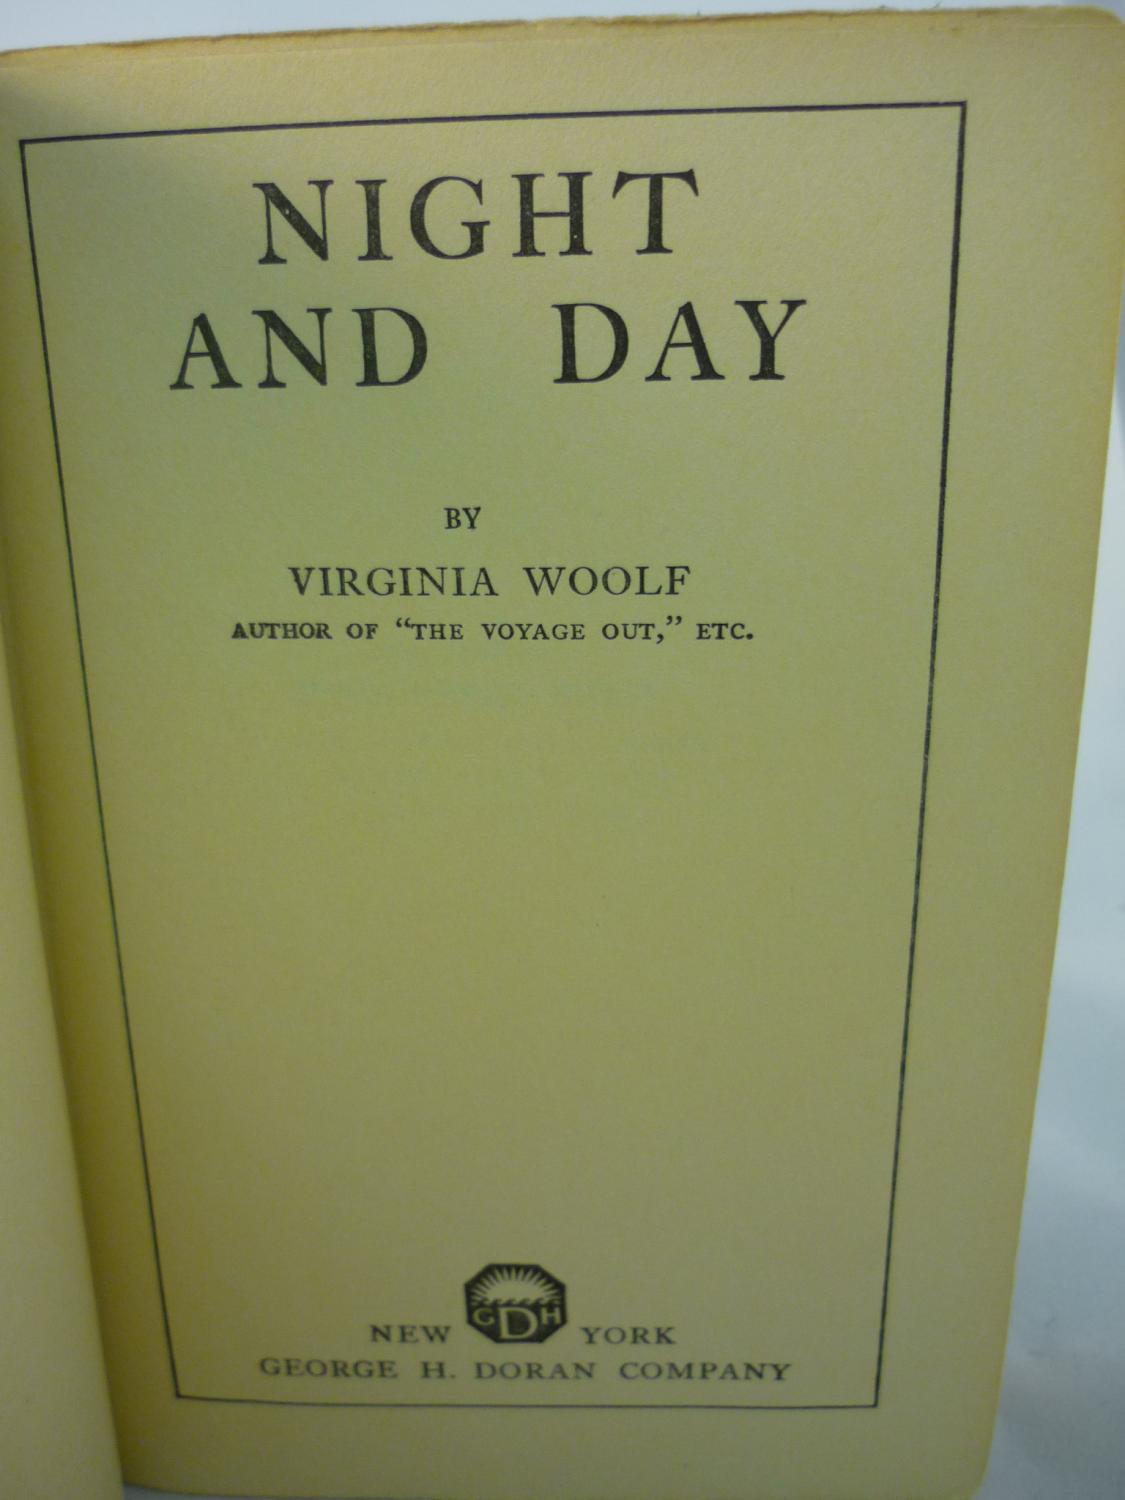 NIGHT
AND DAY
BY
VIRGINIA WOOLF
AUTHOR OF “THE VOYAGE OUT,” ETC.
GDH
NEW YORK
GEORGE H. DORAN COMPANY